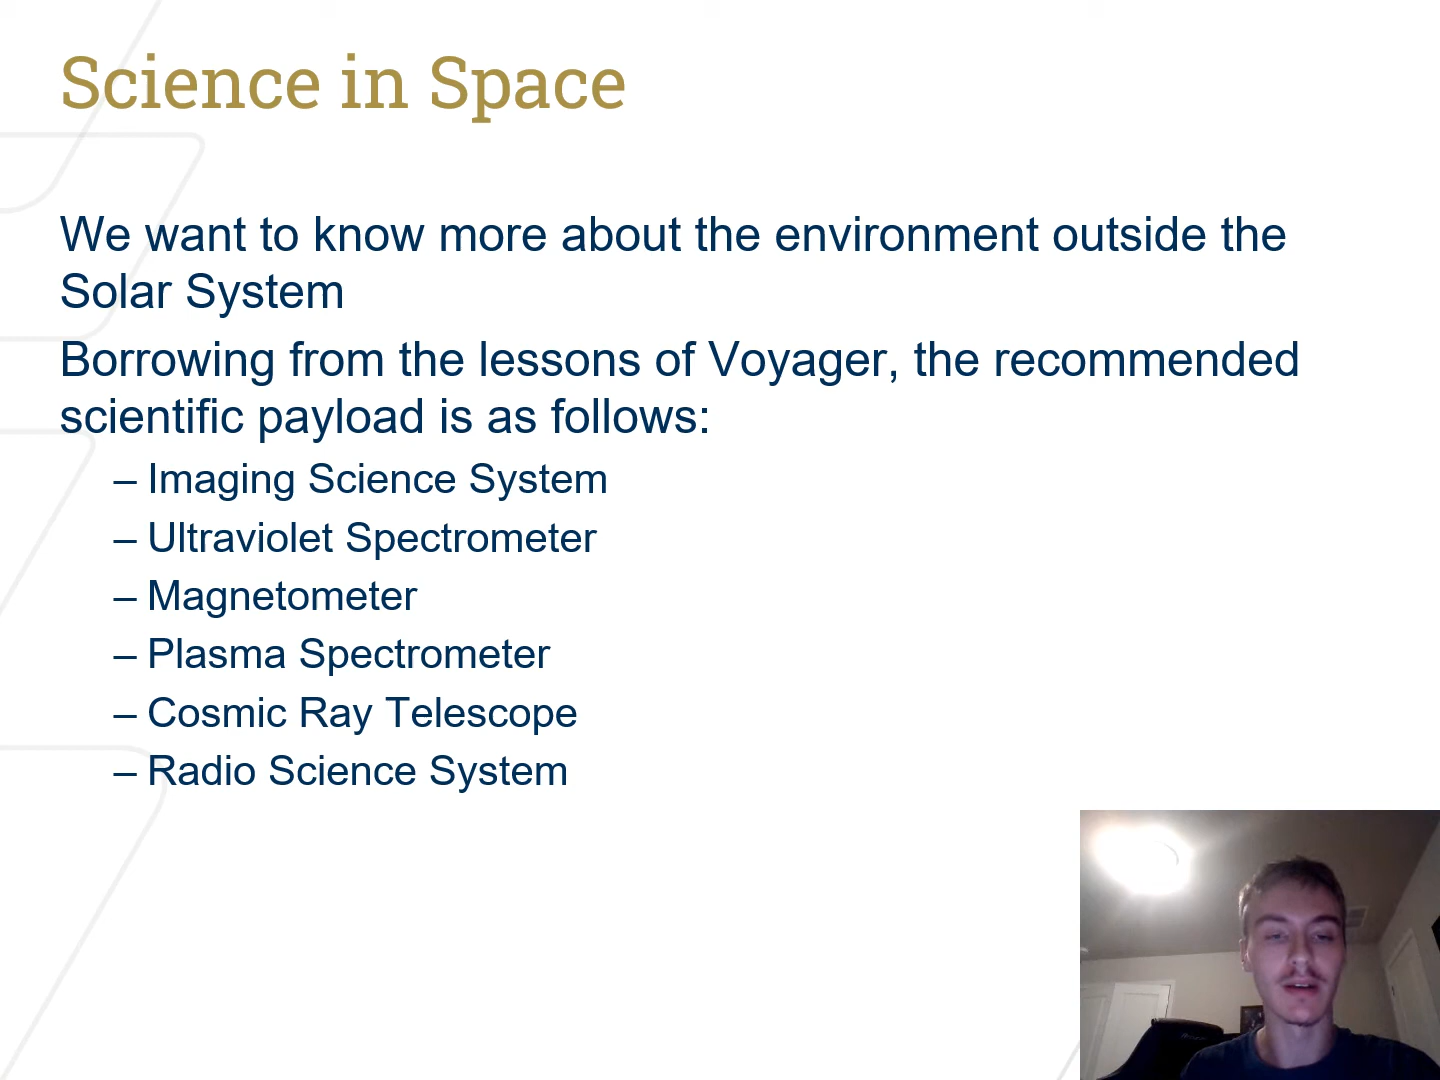 Science in Space
We want to know more about the environment outside the
Solar System
Borrowing from the lessons of Voyager, the recommended
scientific payload is as follows:
– Imaging Science System
– Ultraviolet Spectrometer
– Magnetometer
– Plasma Spectrometer
– Cosmic Ray Telescope
– Radio Science System